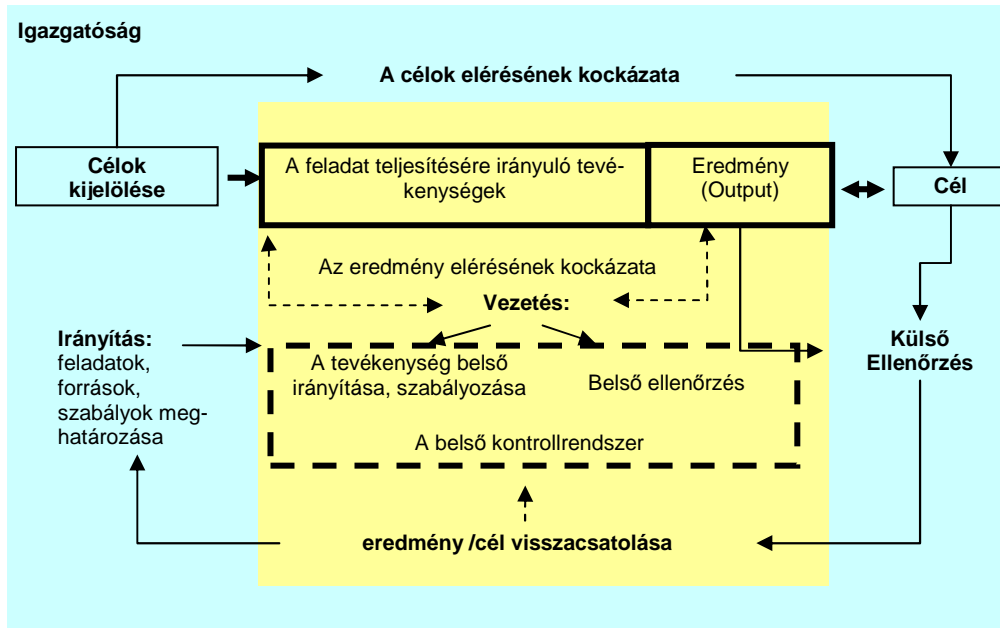 Igazgatóság
A célok elérésének kockázata
Célok
kijelölése
A feladat teljesítésére irányuló tevé-
kenységek
Eredmény
(Output)
Cél
Az eredmény elérésének kockázata
Vezetés:
Irányítás:
feladatok,
források,
szabályok meg-
határozása
A tevékenység belső
irányítása, szabályozása
Belső ellenőrzés
A belső kontrollrendszer
Külső
Ellenőrzés
eredmény /cél visszacsatolása